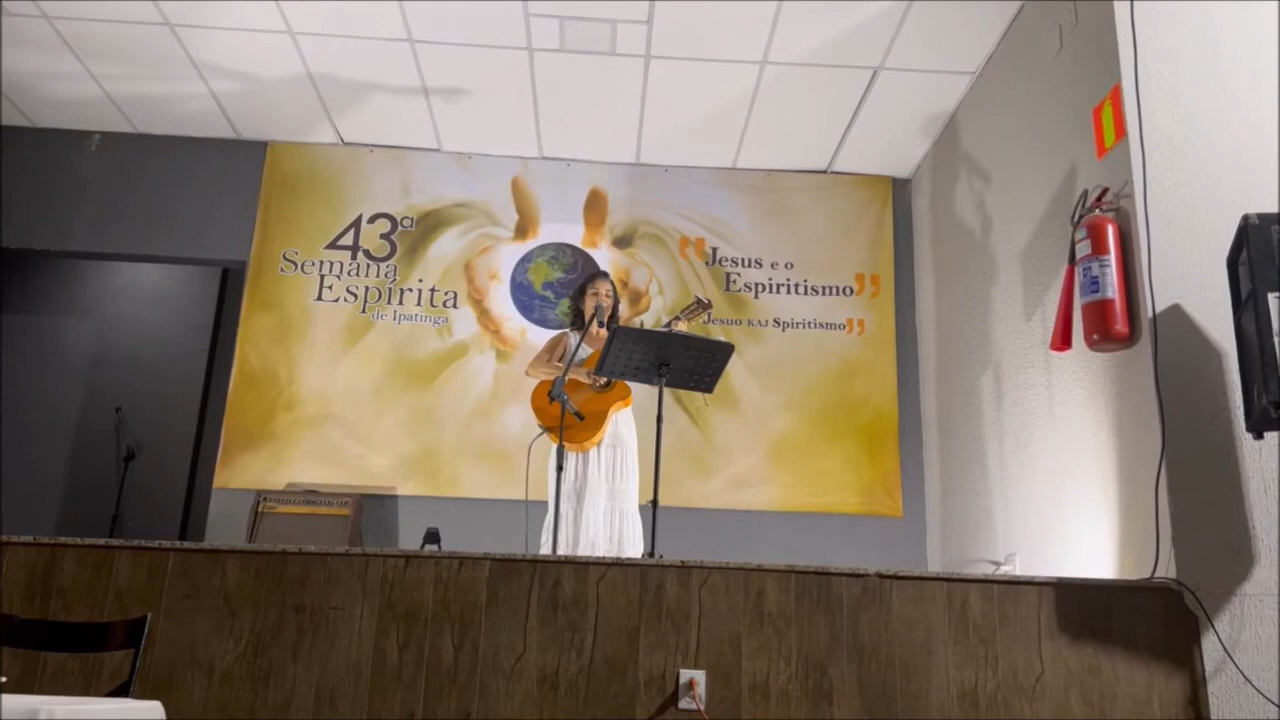 43ª
Semana
Espírita
de Ipatinga
"Jesus e o
Espiritismo"
Jesuo KAJ Spiritismo"